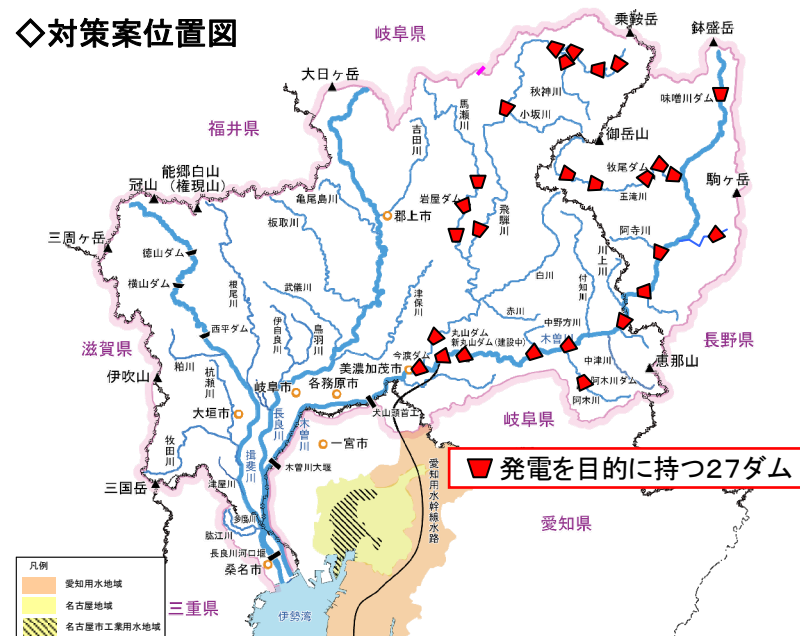 ◇対策案位置図
岐阜県
乗鞍岳
鉢盛岳
大日ヶ岳
秋神川
味噌川ダム
馬瀬川
小坂川
吉田川
福井県
御岳山
能郷白山
（権現山）
冠山
牧尾ダム
駒ヶ岳
亀尾島川
岩屋ダム
玉滝川
郡上市
飛騨川
板取川
三周ヶ岳
阿寺川
徳山ダム
川上川
白川
付知川
横山ダム
根尾川
武儀川
津保川
赤川
伊自良川
鳥羽川
中野方川
西平ダム
丸山ダム
新丸山ダム（建設中）
木曽川
長野県
滋賀県
今渡ダム
粕川
美濃加茂市
中津川
恵那山
伊吹山
杭瀬川
岐阜市
各務原市
阿木川ダム
阿木川
大垣市
長良川
木曽川
犬山頭首工
岐阜県
牧田川
揖斐川
一宮市
木曽川大堰
愛知用水幹線水路
発電を目的に持つ27ダム
三国岳
津屋川
多度川
肱江川
愛知県
長良川河口堰
桑名市
凡例
愛知用水地域
名古屋地域
名古屋市工業用水地域
三重県
伊勢湾